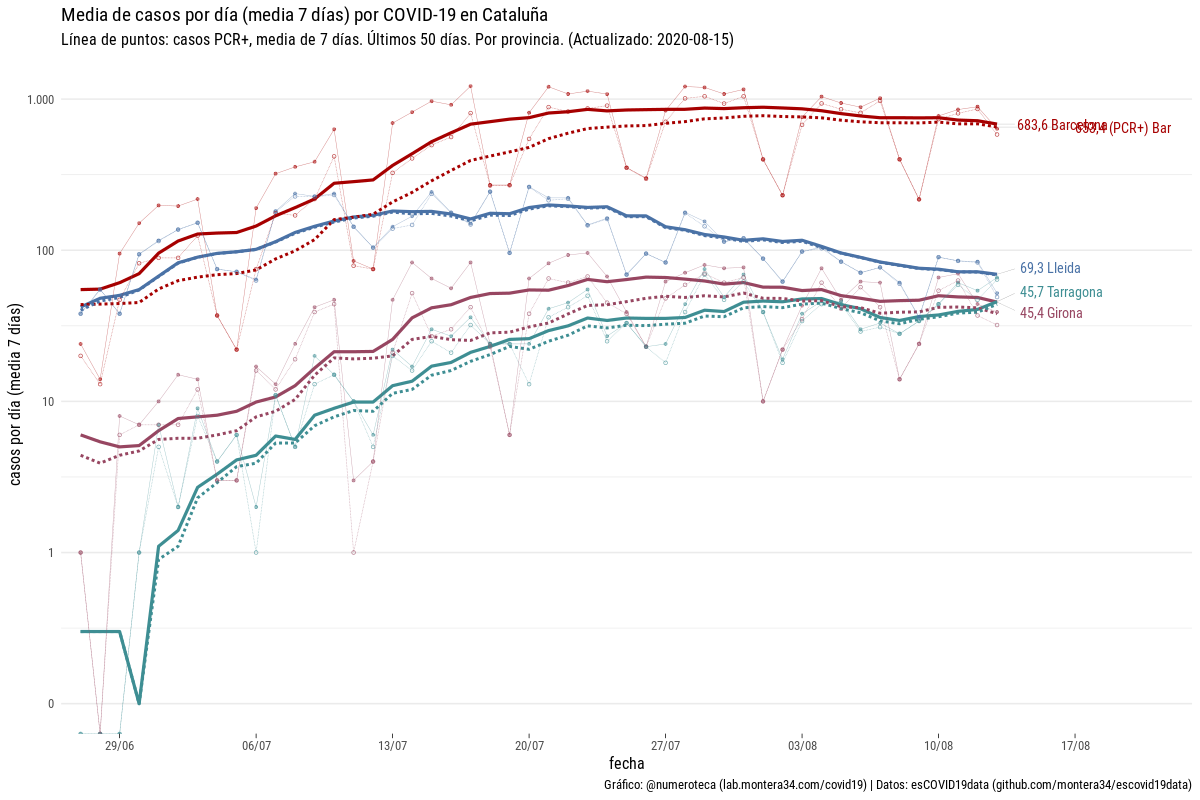 Media de casos por día (media 7 días) por COVID-19 en Cataluña
Línea de puntos: casos PCR+, media de 7 días. Últimos 50 días. Por provincia. (Actualizado: 2020-08-15)
casos por día (media 7 días)
1.000
100
10
1
0
683,6 Barcelona
(PCR+) Bar
69,3 Lleida
45,7 Tarragona
45,4 Girona
29/06
06/07
13/07
20/07
27/07
03/08
10/08
17/08
fecha
Gráfico: @numeroteca (lab.montera34.com/covid19) | Datos: esCOVID19data (github.com/montera34/escovid19data)